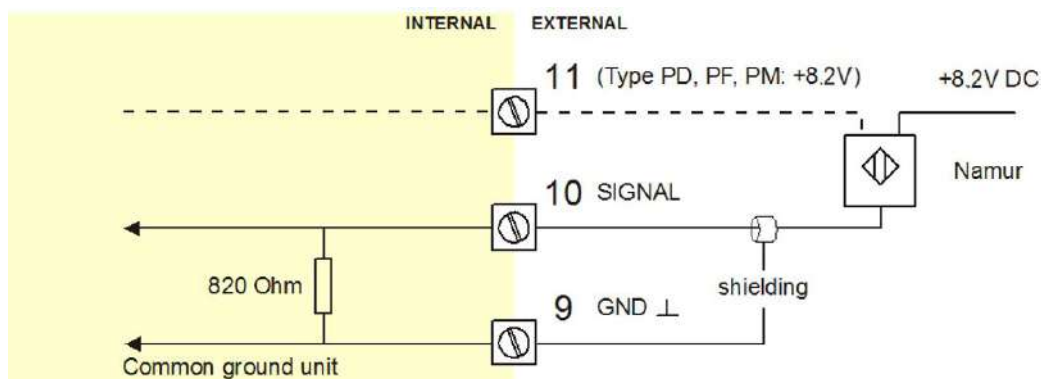 INTERNAL EXTERNAL
11 (Type PD, PF, PM: +8.2V) +8.2V DC
Namur
10 SIGNAL
820 Ohm
shielding
9 GND ⊥
Common ground unit